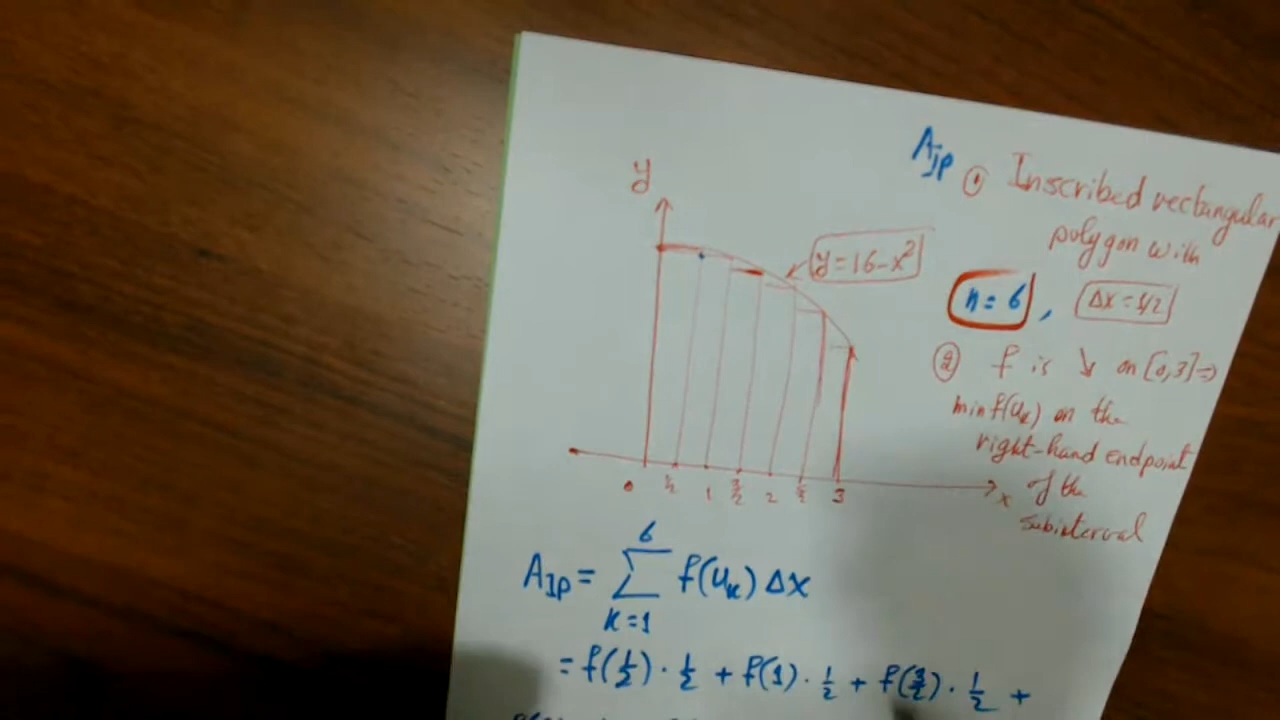 A_IP ① Inscribed rectangular
polygon with
n = 6 , Δx = 1/2
② f is ↘ on [0,3] ⇒
min f(u_k) on the
right-hand endpoint
of the
subinterval
y
y = 16 - x²
0 1/2 1 3/2 2 5/2 3 x
A_IP = Σ_{k=1}^{6} f(u_k) Δx
= f(1/2) · 1/2 + f(1) · 1/2 + f(3/2) · 1/2 +